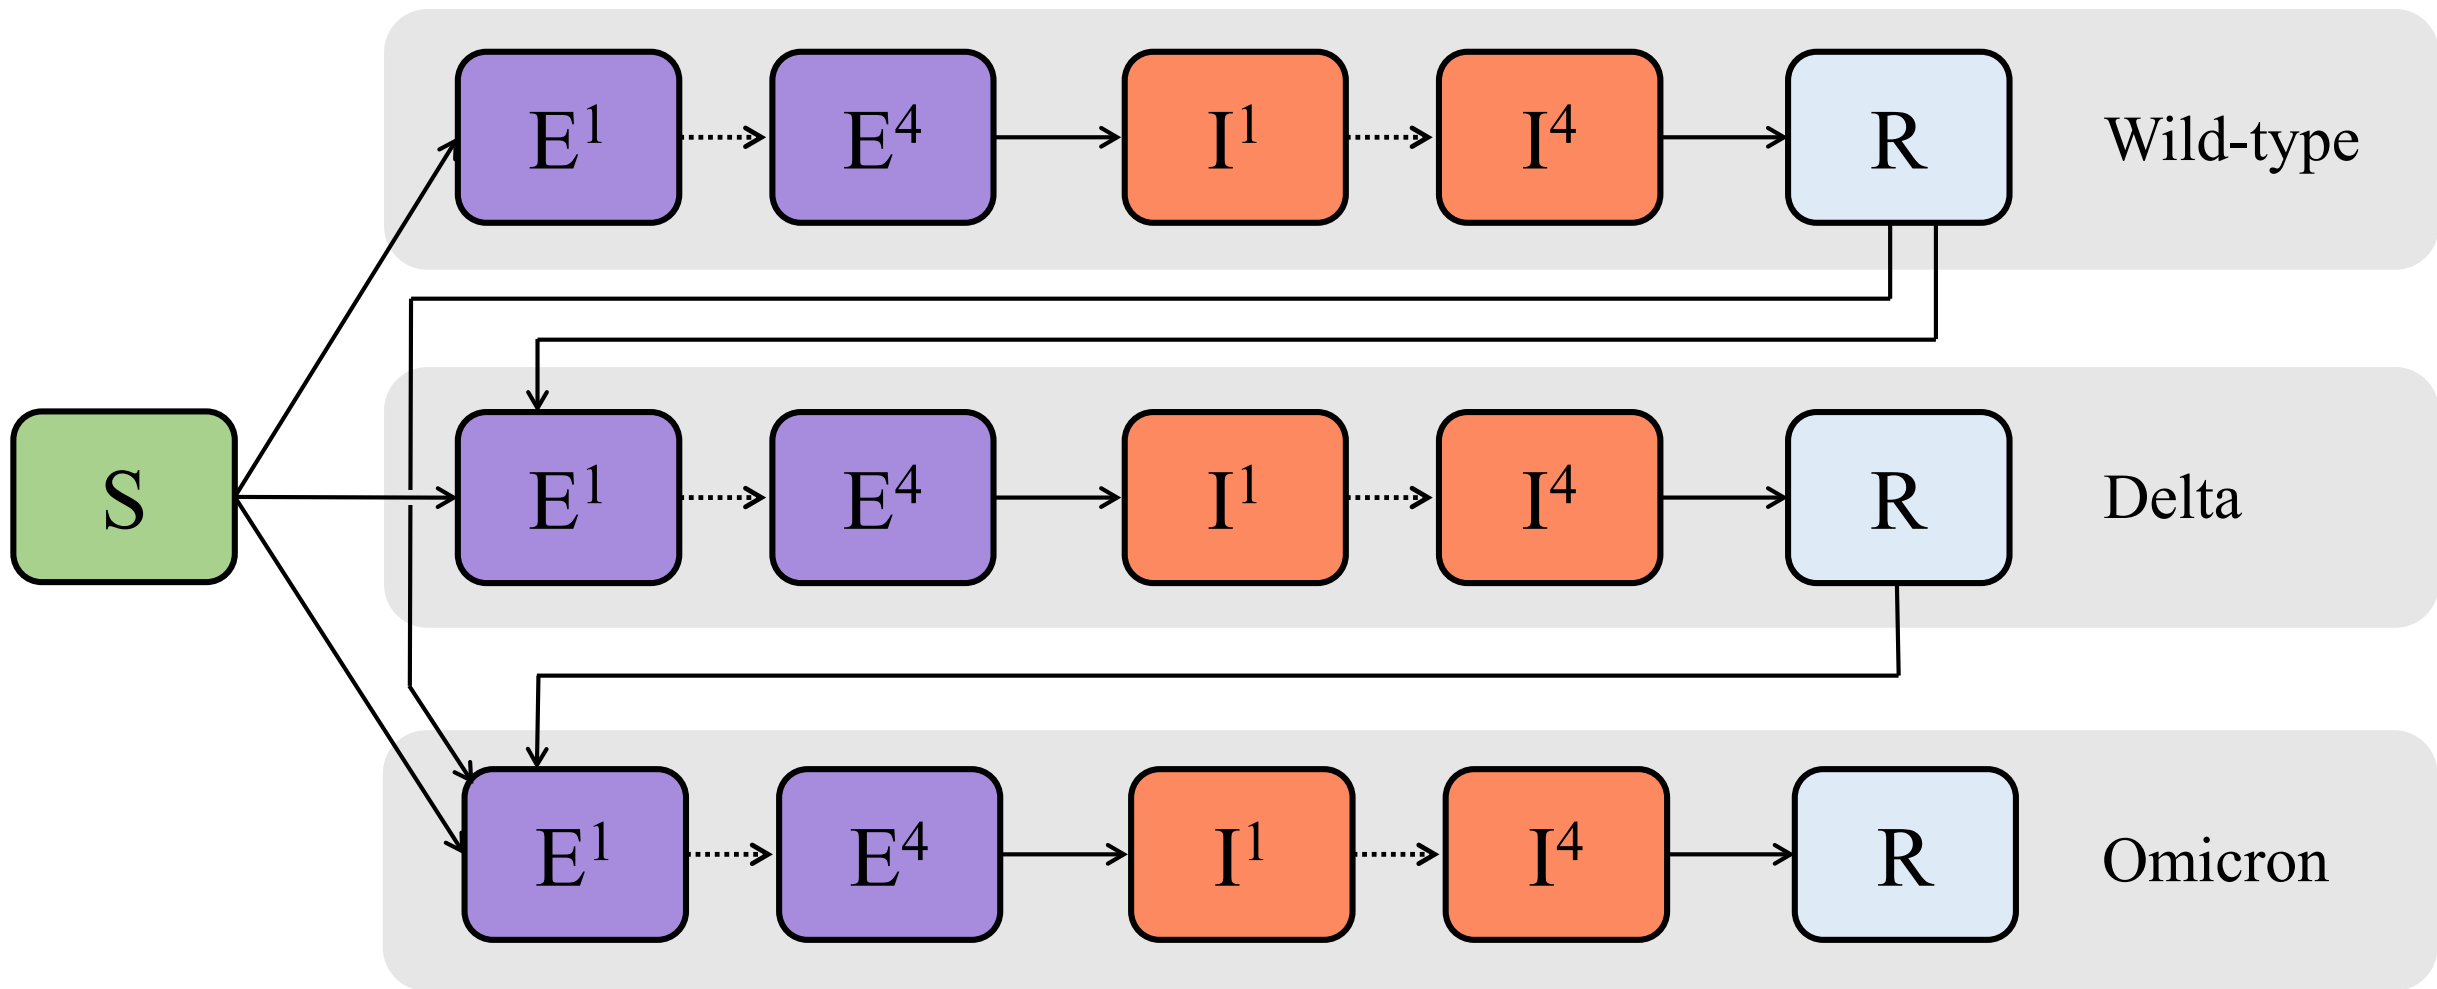 E¹ E⁴ I¹ I⁴ R Wild-type
S E¹ E⁴ I¹ I⁴ R Delta
E¹ E⁴ I¹ I⁴ R Omicron